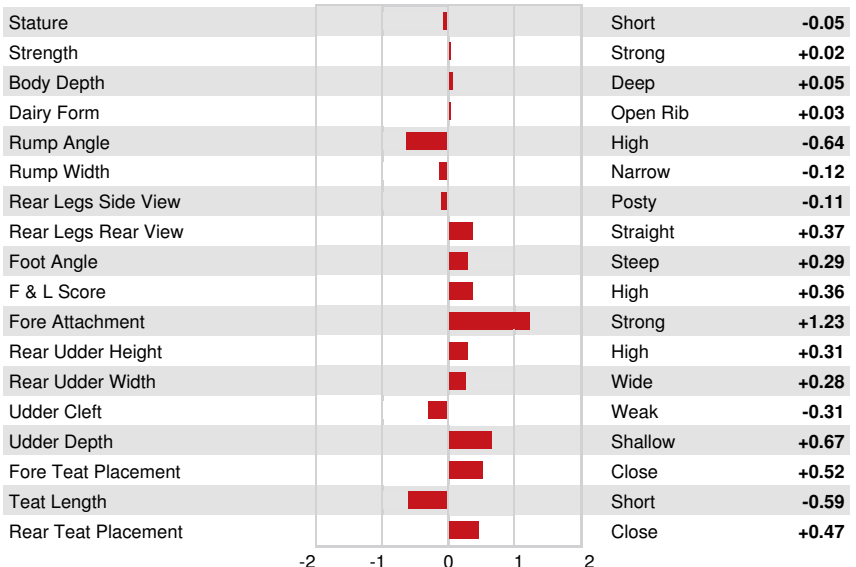 Stature Short -0.05
Strength Strong +0.02
Body Depth Deep +0.05
Dairy Form Open Rib +0.03
Rump Angle High -0.64
Rump Width Narrow -0.12
Rear Legs Side View Posty -0.11
Rear Legs Rear View Straight +0.37
Foot Angle Steep +0.29
F & L Score High +0.36
Fore Attachment Strong +1.23
Rear Udder Height High +0.31
Rear Udder Width Wide +0.28
Udder Cleft Weak -0.31
Udder Depth Shallow +0.67
Fore Teat Placement Close +0.52
Teat Length Short -0.59
Rear Teat Placement Close +0.47
-2 -1 0 1 2